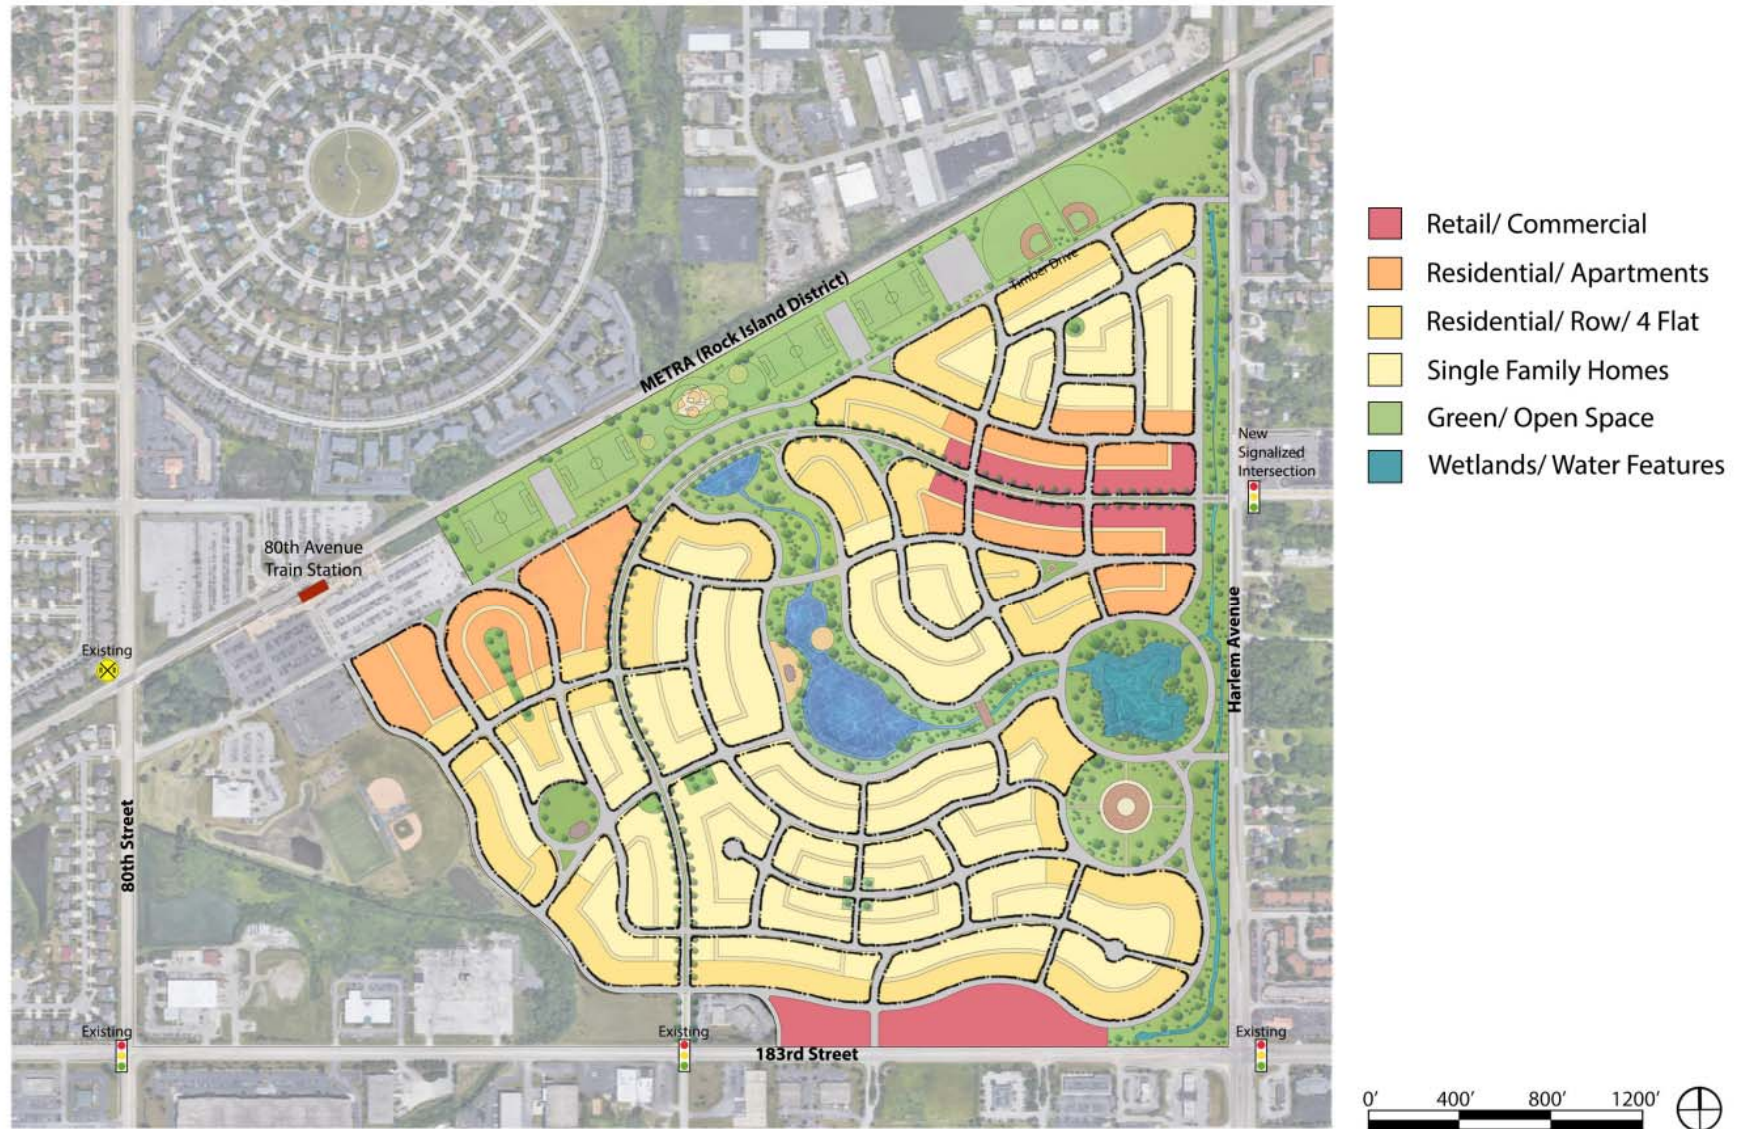 METRA (Rock Island District)
Timber Drive
80th Avenue
Train Station
Existing
80th Street
New
Signalized
Intersection
Harlem Avenue
Existing
Existing
183rd Street
Existing
Retail/ Commercial
Residential/ Apartments
Residential/ Row/ 4 Flat
Single Family Homes
Green/ Open Space
Wetlands/ Water Features
0' 400' 800' 1200'